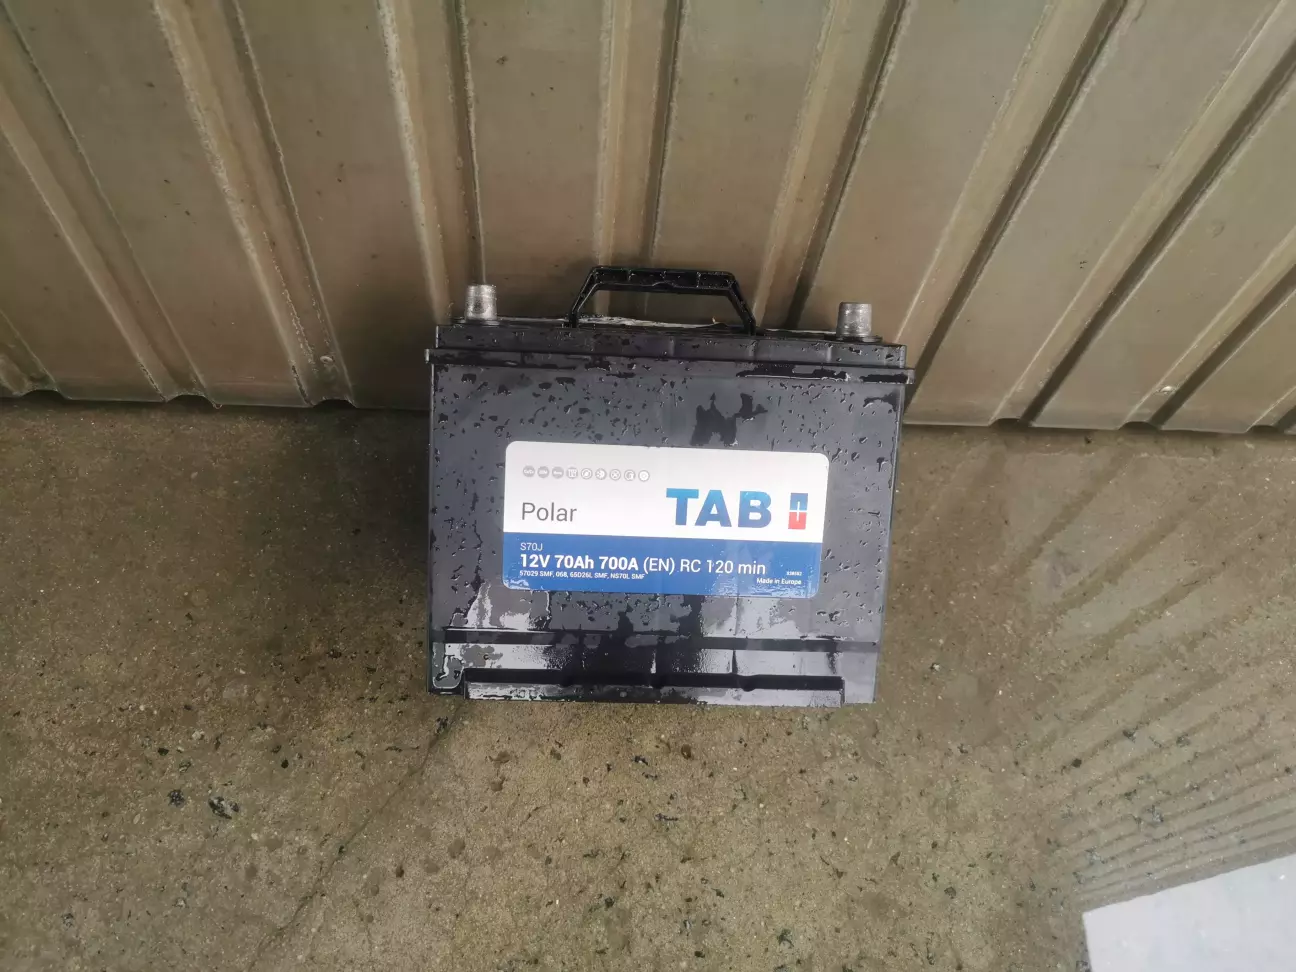 Polar
TAB
S70J
12V 70Ah 700A (EN) RC 120 min
57029 SMF, 068, 65D26L SMF, NS70L SMF
Made in Europe